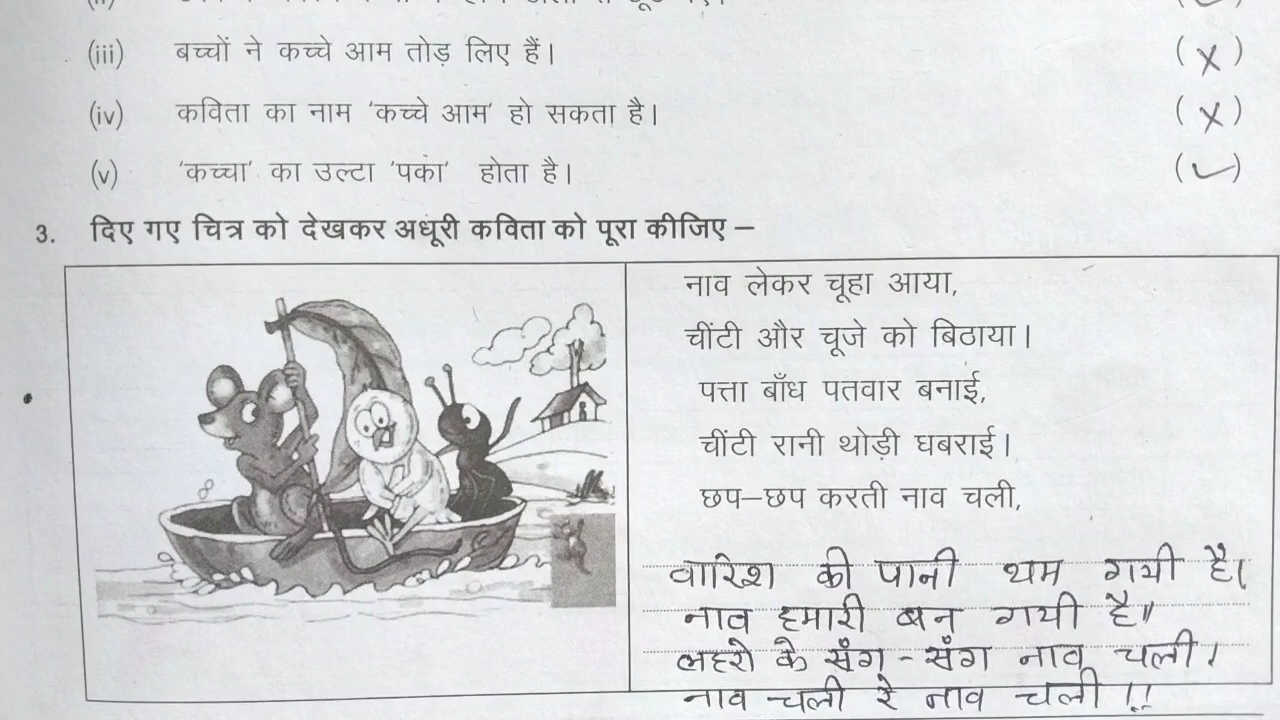 (iii) बच्चों ने कच्चे आम तोड़ लिए हैं। (×)
(iv) कविता का नाम 'कच्चे आम' हो सकता है। (×)
(v) 'कच्चा' का उल्टा 'पका' होता है। (✓)
3. दिए गए चित्र को देखकर अधूरी कविता को पूरा कीजिए –
नाव लेकर चूहा आया,
चींटी और चूजे को बिठाया।
पत्ता बाँध पतवार बनाई,
चींटी रानी थोड़ी घबराई।
छप–छप करती नाव चली,
वारिश की पानी थम गयी है।
नाव हमारी बन गयी है॥
लहरो के संग - संग नाव चली।
नाव चली रे नाव चली !!